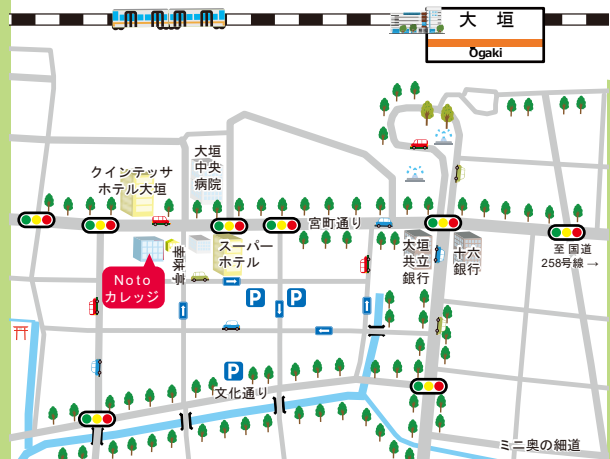 大垣
Ōgaki
大垣
中央
病院
クインテッサ
ホテル大垣
宮町通り
スーパー
ホテル
幸味亭
大垣
共立
銀行
十六
銀行
至 国道
258号線 →
Noto
カレッジ
P
P
P
文化通り
ミニ奥の細道